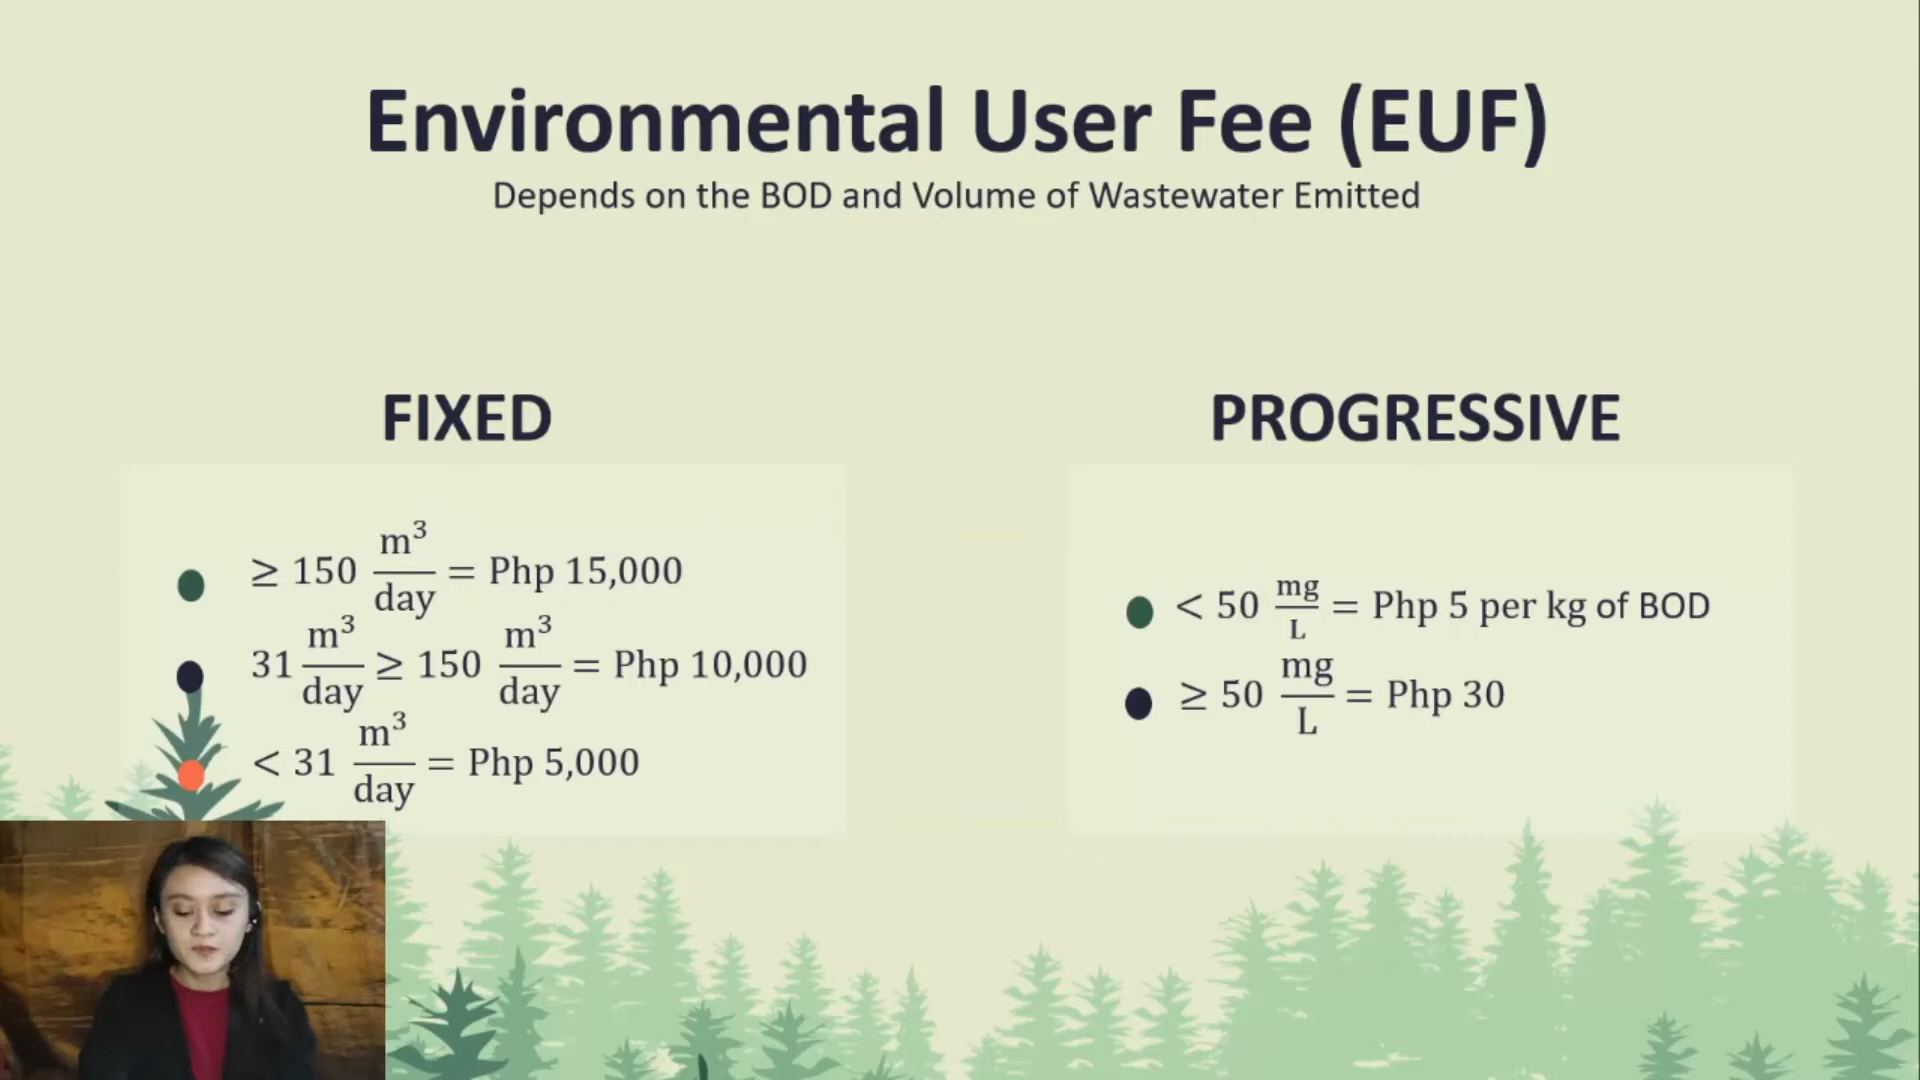 Environmental User Fee (EUF)
Depends on the BOD and Volume of Wastewater Emitted
FIXED
≥ 150 m³/day = Php 15,000
31 m³/day ≥ 150 m³/day = Php 10,000
< 31 m³/day = Php 5,000
PROGRESSIVE
< 50 mg/L = Php 5 per kg of BOD
≥ 50 mg/L = Php 30